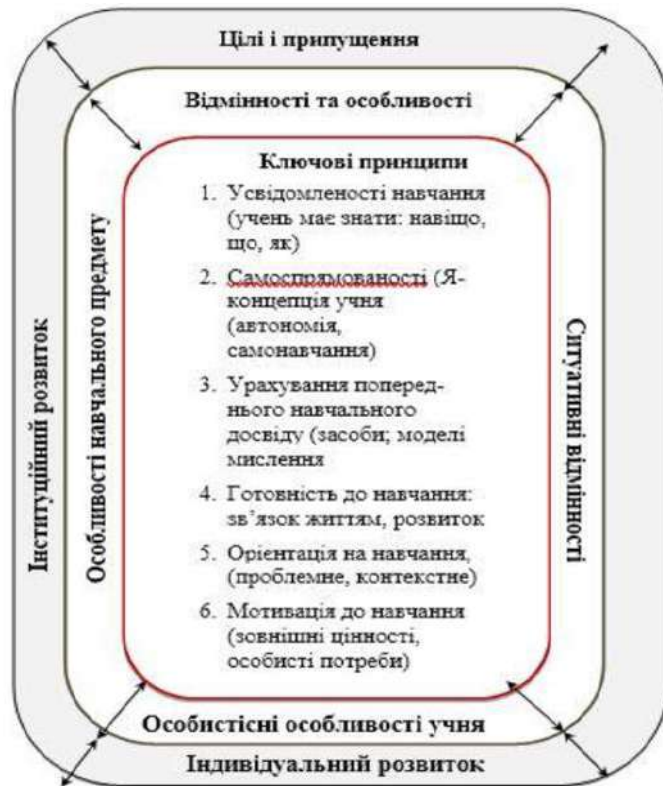 Цілі і припущення
Відмінності та особливості
Інституційний розвиток
Особливості навчального предмету
Ключові принципи
1. Усвідомленості навчання
(учень має знати: навіщо,
що, як)
2. Самоспрямованості (Я-
концепція учня
(автономія,
самонавчання)
3. Урахування поперед-
нього навчального
досвіду (засоби; моделі
мислення
4. Готовність до навчання:
зв’язок життям, розвиток
5. Орієнтація на навчання,
(проблемне, контекстне)
6. Мотивація до навчання
(зовнішні цінності,
особисті потреби)
Ситуативні відмінності
Особистісні особливості учня
Індивідуальний розвиток